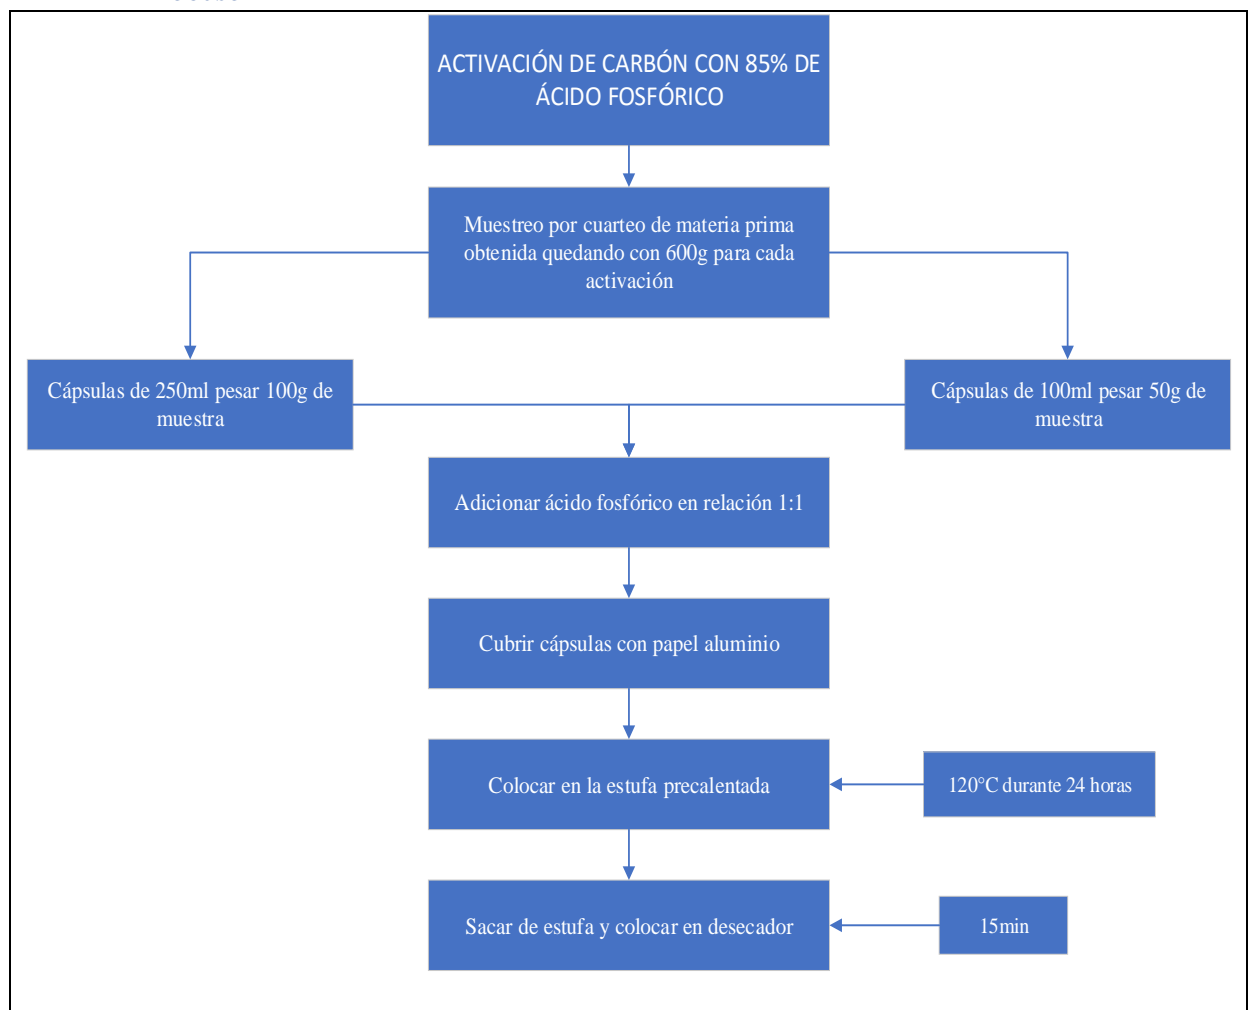 ACTIVACIÓN DE CARBÓN CON 85% DE
ÁCIDO FOSFÓRICO
Muestreo por cuarteo de materia prima
obtenida quedando con 600g para cada
activación
Cápsulas de 250ml pesar 100g de
muestra
Cápsulas de 100ml pesar 50g de
muestra
Adicionar ácido fosfórico en relación 1:1
Cubrir cápsulas con papel aluminio
Colocar en la estufa precalentada
120°C durante 24 horas
Sacar de estufa y colocar en desecador
15min